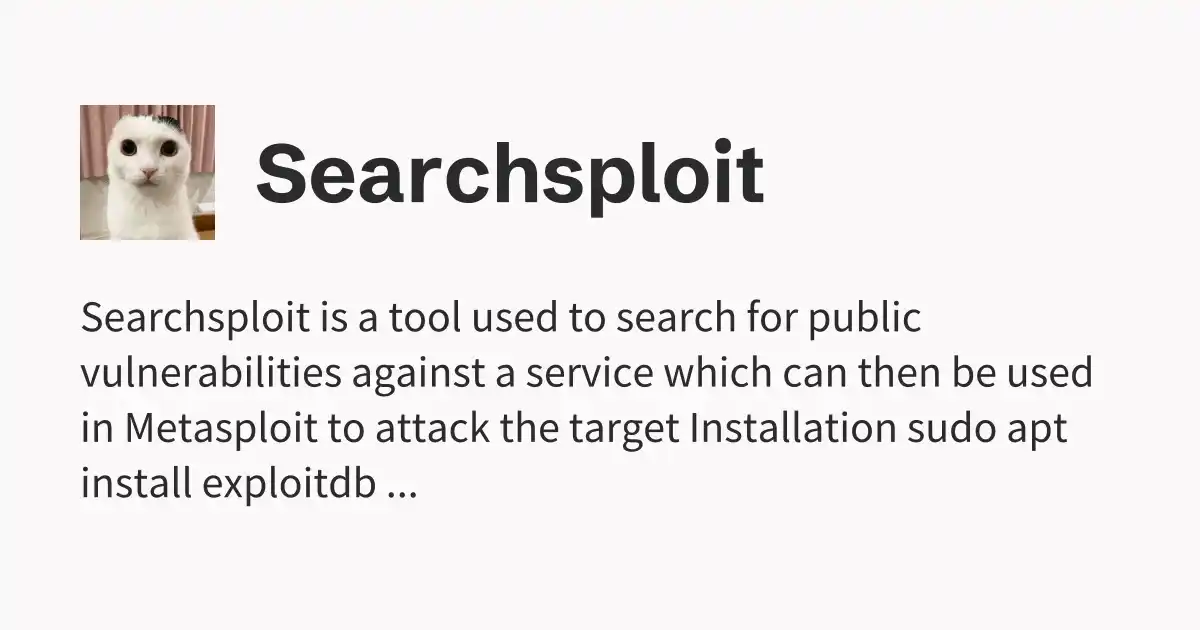 Searchsploit
Searchsploit is a tool used to search for public
vulnerabilities against a service which can then be used
in Metasploit to attack the target Installation sudo apt
install exploitdb ...